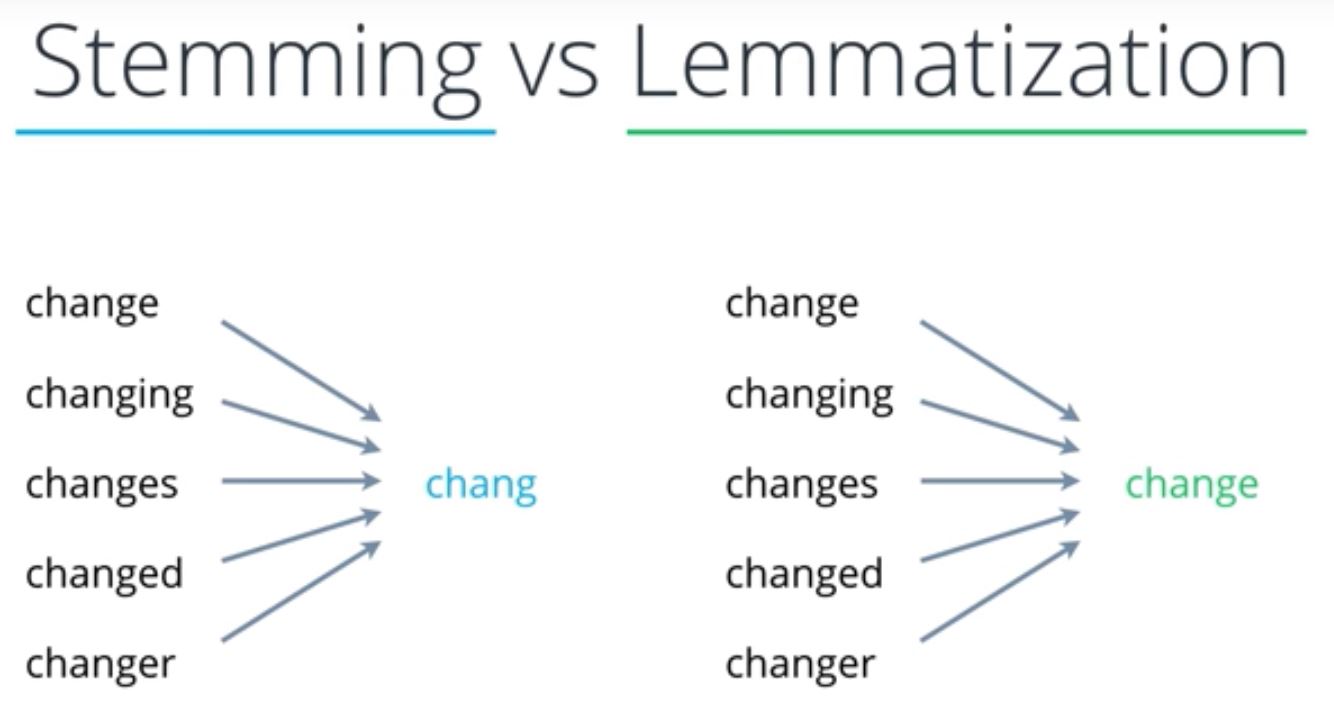 Stemming vs Lemmatization
change
changing
changes
changed
changer
chang
change
changing
changes
changed
changer
change